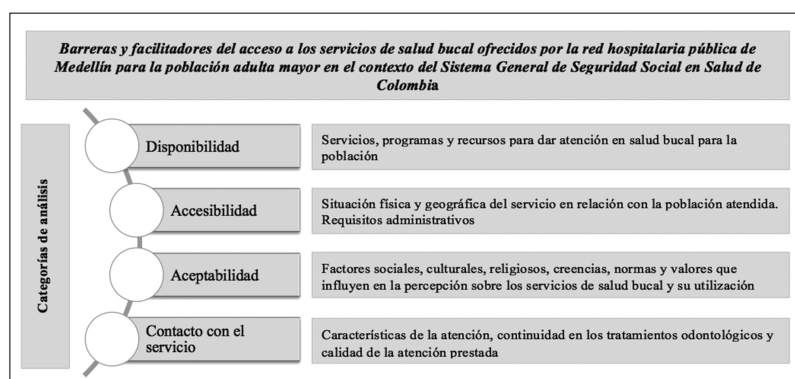 Barreras y facilitadores del acceso a los servicios de salud bucal ofrecidos por la red hospitalaria pública de
Medellín para la población adulta mayor en el contexto del Sistema General de Seguridad Social en Salud de
Colombia
Categorías de análisis
Disponibilidad
Servicios, programas y recursos para dar atención en salud bucal para la
población
Accesibilidad
Situación física y geográfica del servicio en relación con la población atendida.
Requisitos administrativos
Aceptabilidad
Factores sociales, culturales, religiosos, creencias, normas y valores que
influyen en la percepción sobre los servicios de salud bucal y su utilización
Contacto con el
servicio
Características de la atención, continuidad en los tratamientos odontológicos y
calidad de la atención prestada